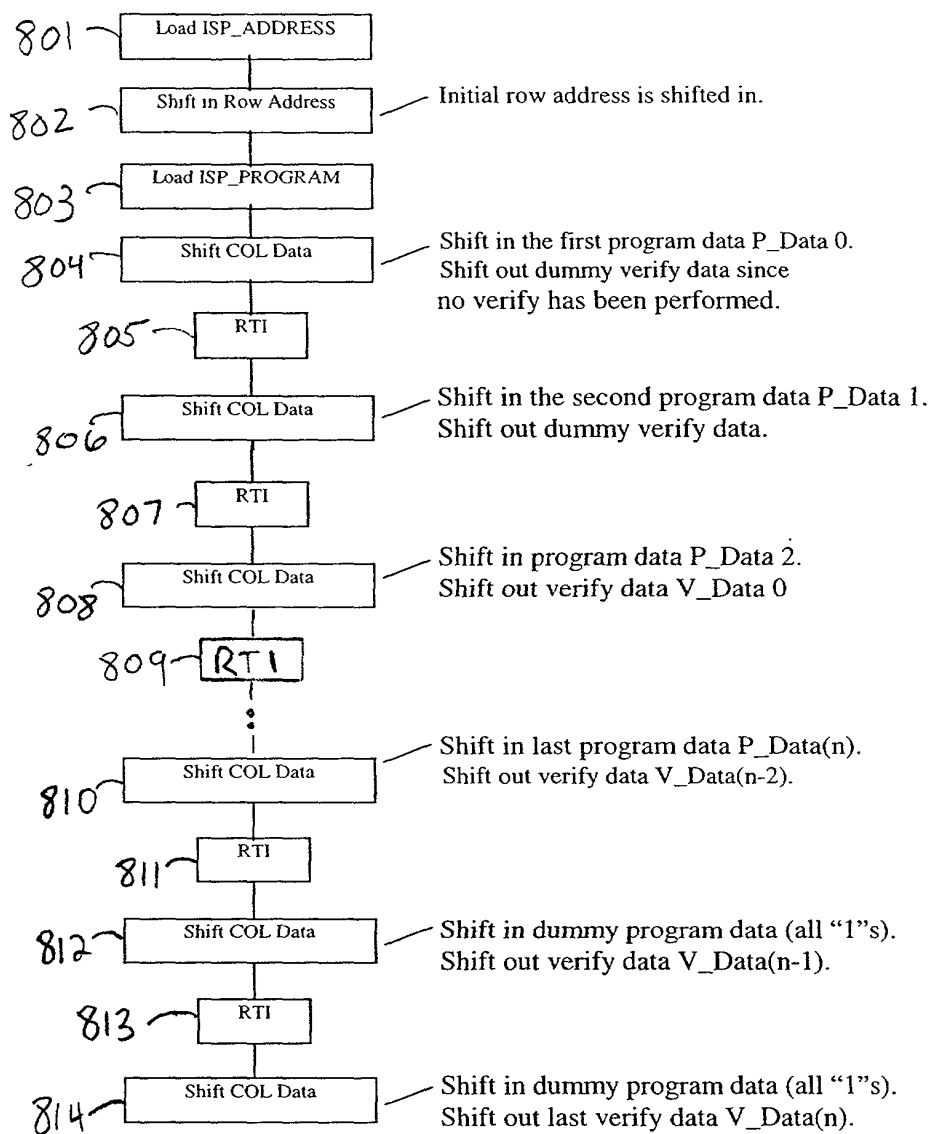 801 Load ISP_ADDRESS
802 Shift in Row Address Initial row address is shifted in.
803 Load ISP_PROGRAM
804 Shift COL Data Shift in the first program data P_Data 0.
Shift out dummy verify data since
no verify has been performed.
805 RTI
806 Shift COL Data Shift in the second program data P_Data 1.
Shift out dummy verify data.
807 RTI
808 Shift COL Data Shift in program data P_Data 2.
Shift out verify data V_Data 0
809 RTI
810 Shift COL Data Shift in last program data P_Data(n).
Shift out verify data V_Data(n-2).
811 RTI
812 Shift COL Data Shift in dummy program data (all “1”s).
Shift out verify data V_Data(n-1).
813 RTI
814 Shift COL Data Shift in dummy program data (all “1”s).
Shift out last verify data V_Data(n).